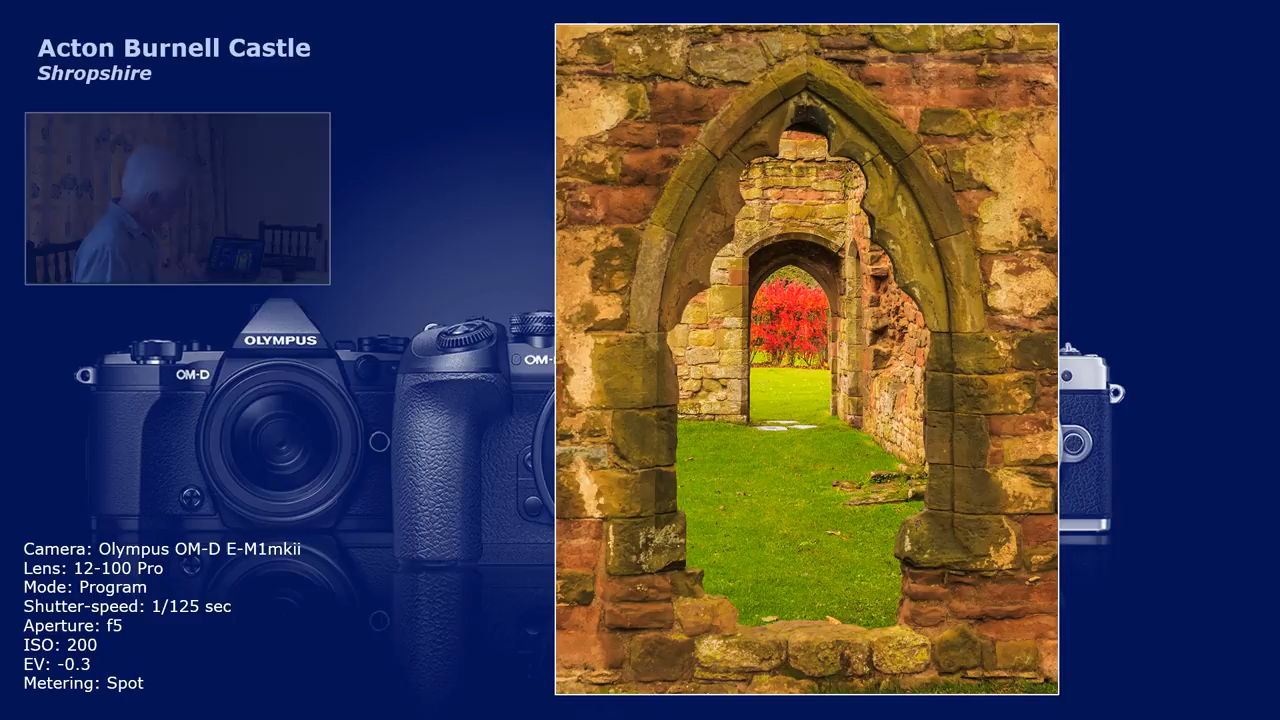 Acton Burnell Castle
Shropshire
OLYMPUS
OM-D
OM-
Camera: Olympus OM-D E-M1mkii
Lens: 12-100 Pro
Mode: Program
Shutter-speed: 1/125 sec
Aperture: f5
ISO: 200
EV: -0.3
Metering: Spot